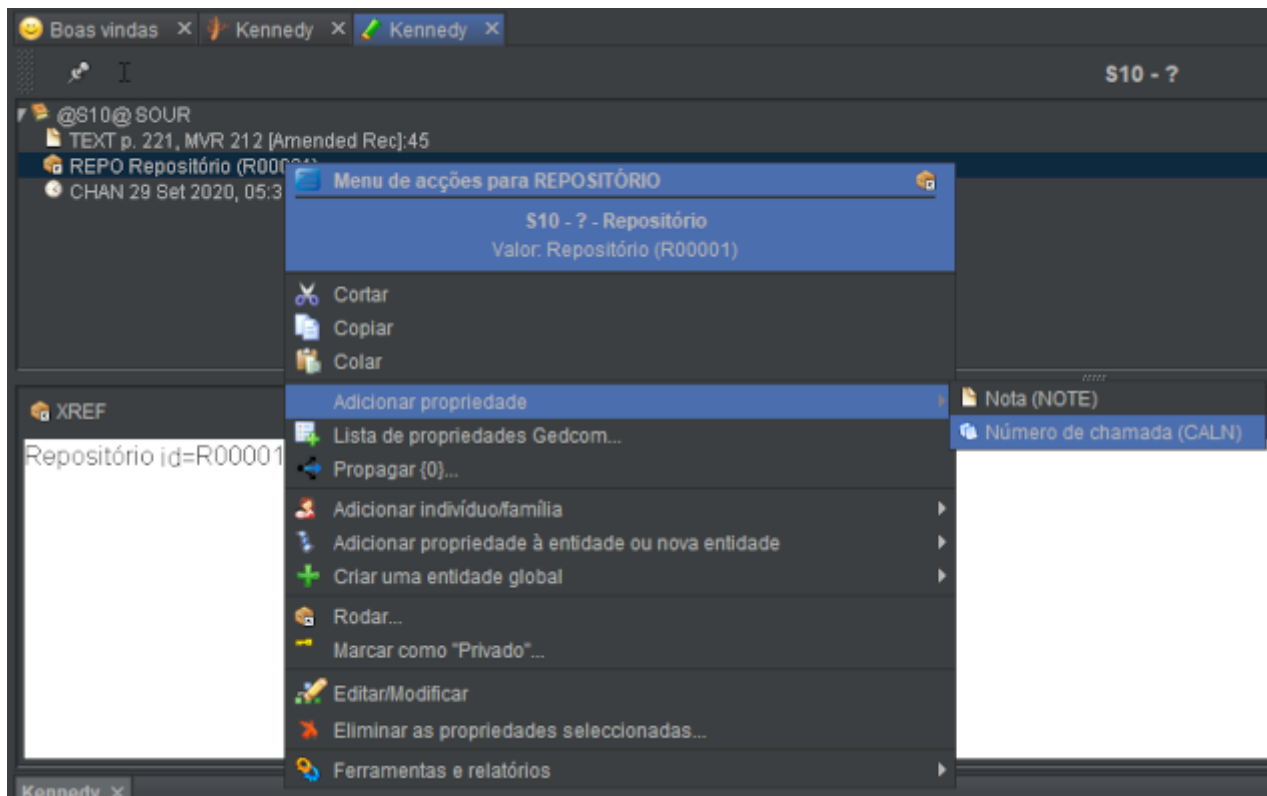 Boas vindas Kennedy Kennedy
S10 - ?
@S10@ SOUR
TEXT p. 221, MVR 212 [Amended Rec]:45
REPO Repositório (R00001)
CHAN 29 Set 2020, 05:3
Menu de acções para REPOSITÓRIO
S10 - ? - Repositório
Valor: Repositório (R00001)
Cortar
Copiar
Colar
Adicionar propriedade
Nota (NOTE)
Número de chamada (CALN)
Lista de propriedades Gedcom...
Propagar {0}...
Adicionar indivíduo/família
Adicionar propriedade à entidade ou nova entidade
Criar uma entidade global
Rodar...
Marcar como "Privado"...
Editar/Modificar
Eliminar as propriedades seleccionadas...
Ferramentas e relatórios
XREF
Repositório id=R00001
Kennedy